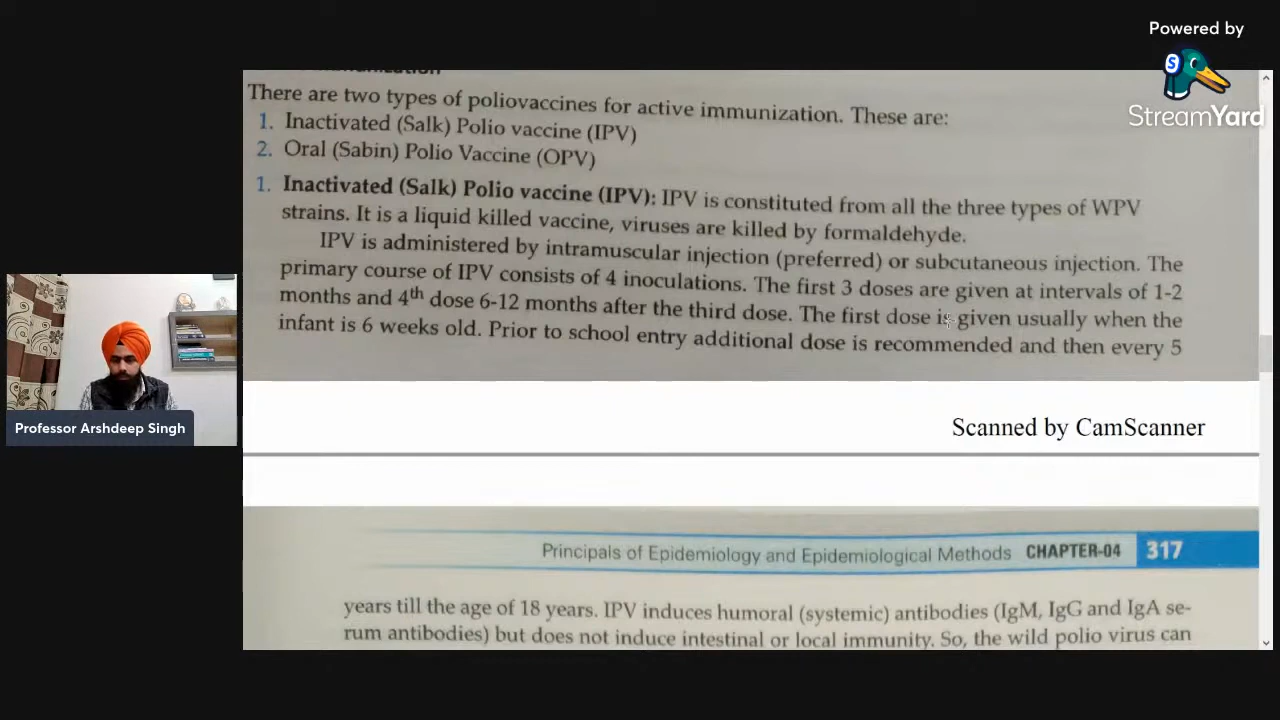 Powered by
StreamYard
There are two types of poliovaccines for active immunization. These are:
1. Inactivated (Salk) Polio vaccine (IPV)
2. Oral (Sabin) Polio Vaccine (OPV)
1. Inactivated (Salk) Polio vaccine (IPV): IPV is constituted from all the three types of WPV
strains. It is a liquid killed vaccine, viruses are killed by formaldehyde.
IPV is administered by intramuscular injection (preferred) or subcutaneous injection. The
primary course of IPV consists of 4 inoculations. The first 3 doses are given at intervals of 1-2
months and 4th dose 6-12 months after the third dose. The first dose is given usually when the
infant is 6 weeks old. Prior to school entry additional dose is recommended and then every 5
Professor Arshdeep Singh
Scanned by CamScanner
Principals of Epidemiology and Epidemiological Methods CHAPTER-04 317
years till the age of 18 years. IPV induces humoral (systemic) antibodies (IgM, IgG and IgA se-
rum antibodies) but does not induce intestinal or local immunity. So, the wild polio virus can